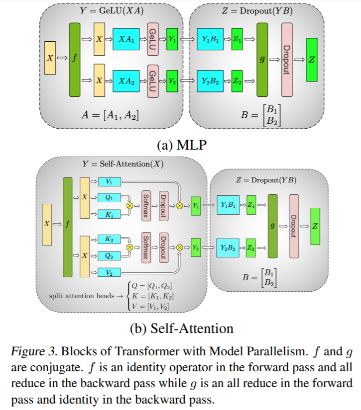 Y = GeLU(XA)
Z = Dropout(YB)
X
f
X
XA₁
GeLU
Y₁
Y₁B₁
Z₁
X
XA₂
GeLU
Y₂
Y₂B₂
Z₂
g
Dropout
Z
A = [A₁, A₂]
B = [B₁
B₂]
(a) MLP
Y = Self-Attention(X)
Z = Dropout(YB)
X
f
X
V₁
Q₁
K₁
Softmax
Dropout
Y₁
Y₁B₁
Z₁
X
K₂
Q₂
V₂
Softmax
Dropout
Y₂
Y₂B₂
Z₂
g
Dropout
Z
split attention heads → { Q = [Q₁, Q₂]
K = [K₁, K₂]
V = [V₁, V₂]
B = [B₁
B₂]
(b) Self-Attention
Figure 3. Blocks of Transformer with Model Parallelism. f and g
are conjugate. f is an identity operator in the forward pass and all
reduce in the backward pass while g is an all reduce in the forward
pass and identity in the backward pass.